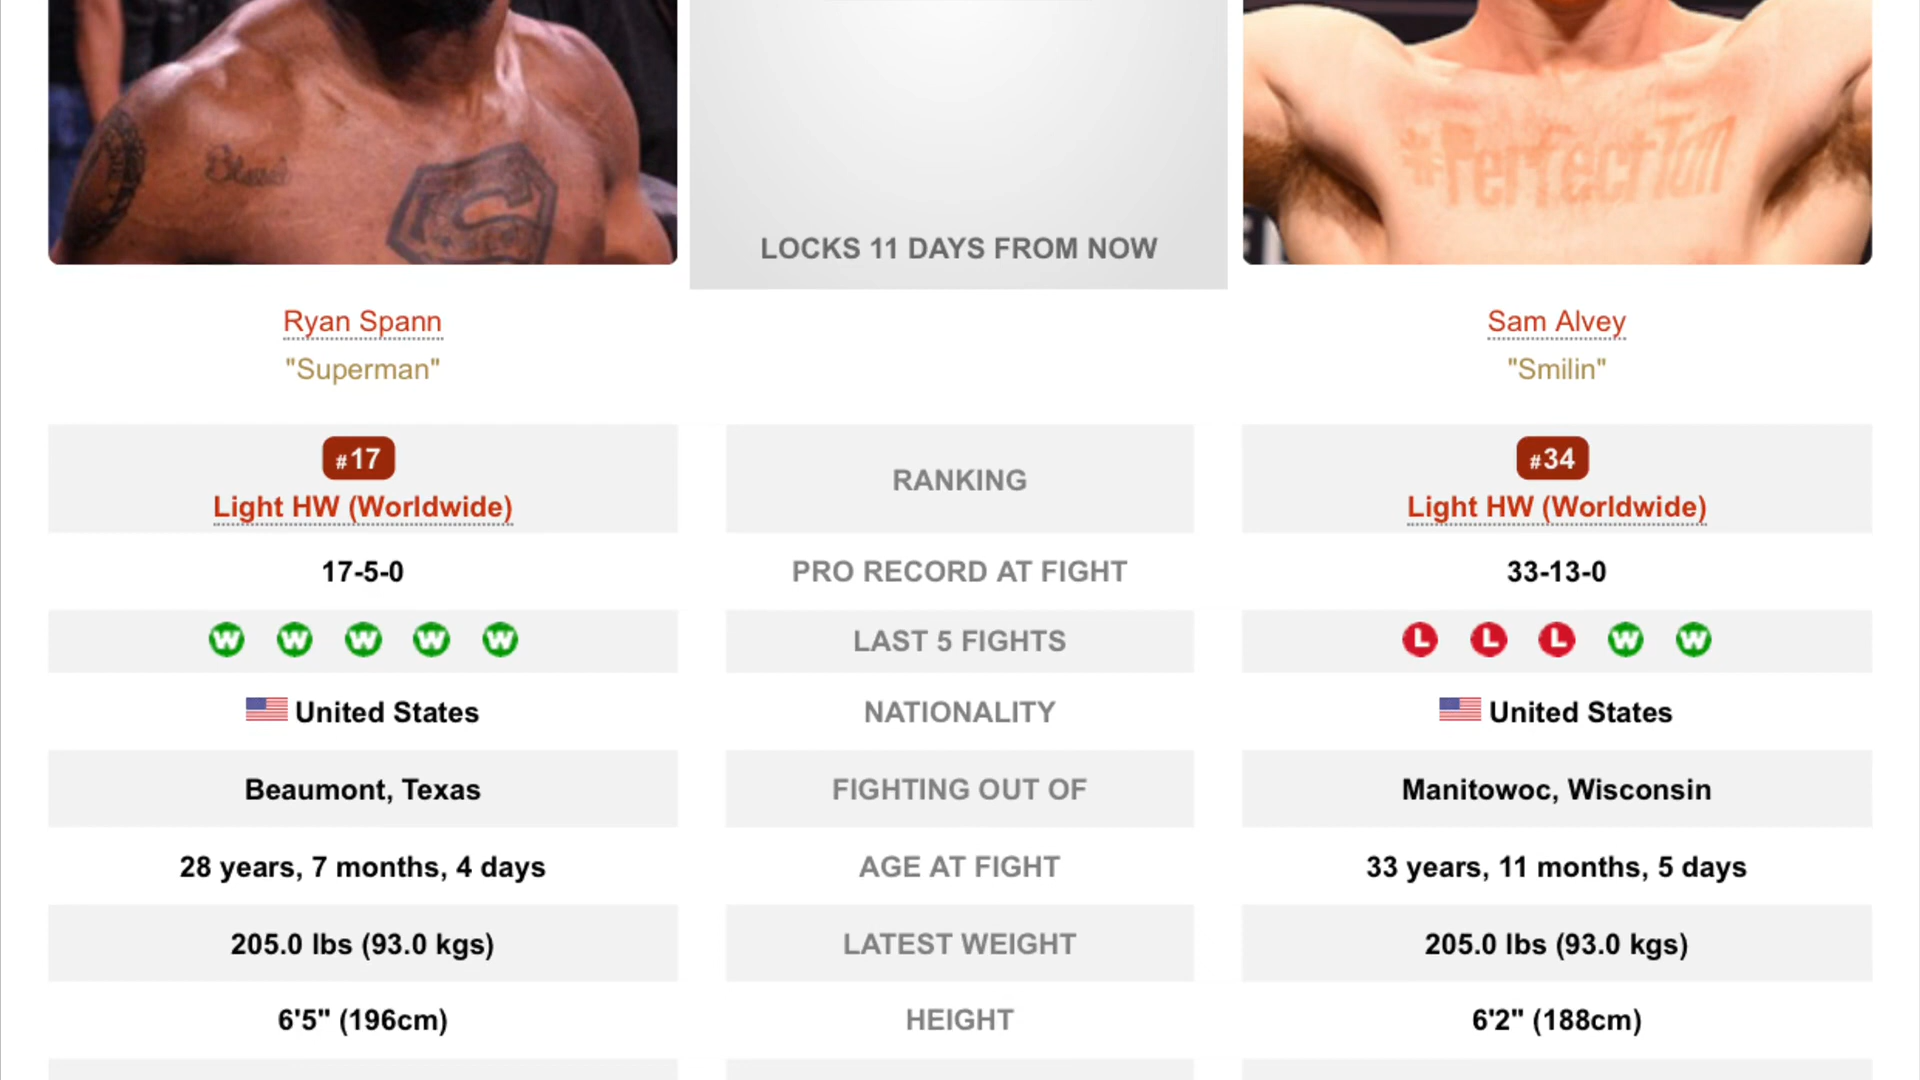 Blessed
S
#PerfecTion
LOCKS 11 DAYS FROM NOW
Ryan Spann
"Superman"
Sam Alvey
"Smilin"
#17
Light HW (Worldwide)
RANKING
#34
Light HW (Worldwide)
17-5-0
PRO RECORD AT FIGHT
33-13-0
W W W W W
LAST 5 FIGHTS
L L L W W
United States
NATIONALITY
United States
Beaumont, Texas
FIGHTING OUT OF
Manitowoc, Wisconsin
28 years, 7 months, 4 days
AGE AT FIGHT
33 years, 11 months, 5 days
205.0 lbs (93.0 kgs)
LATEST WEIGHT
205.0 lbs (93.0 kgs)
6'5" (196cm)
HEIGHT
6'2" (188cm)